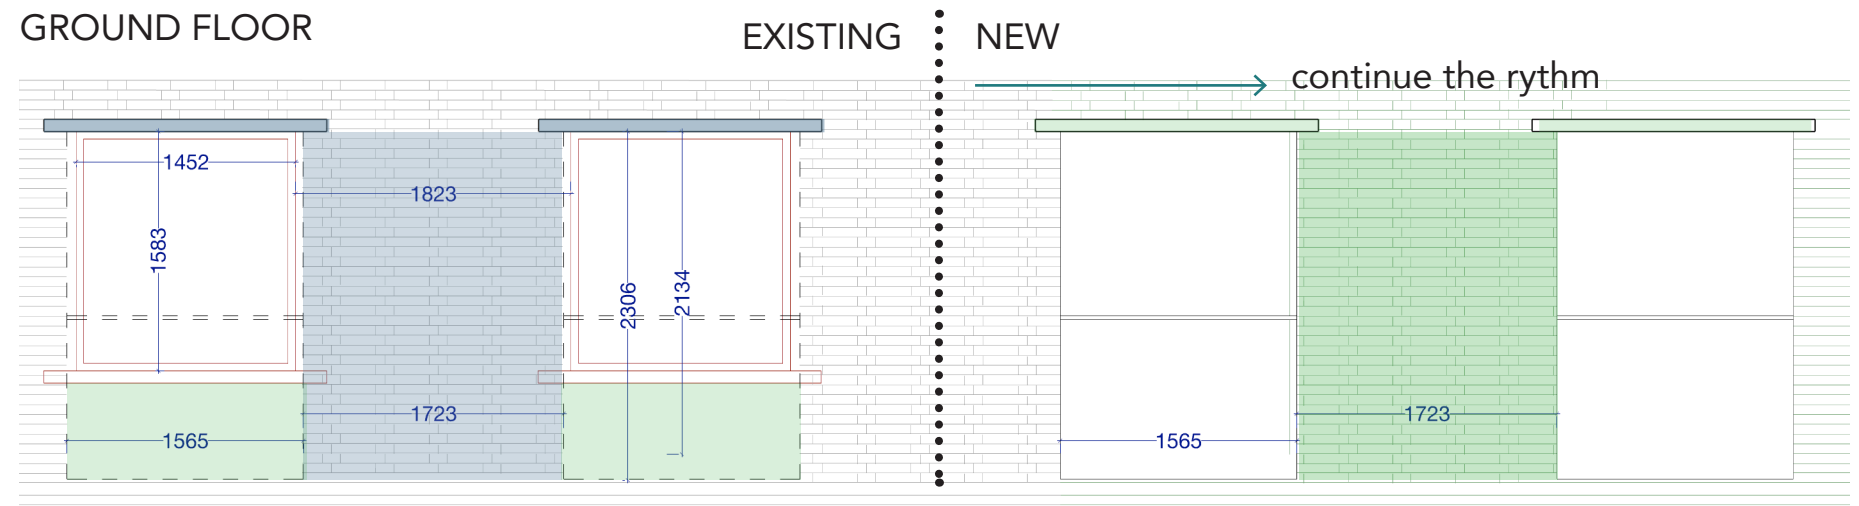 GROUND FLOOR
EXISTING
NEW
continue the rythm
1452
1823
1583
2306
2134
1723
1565
1723
1565